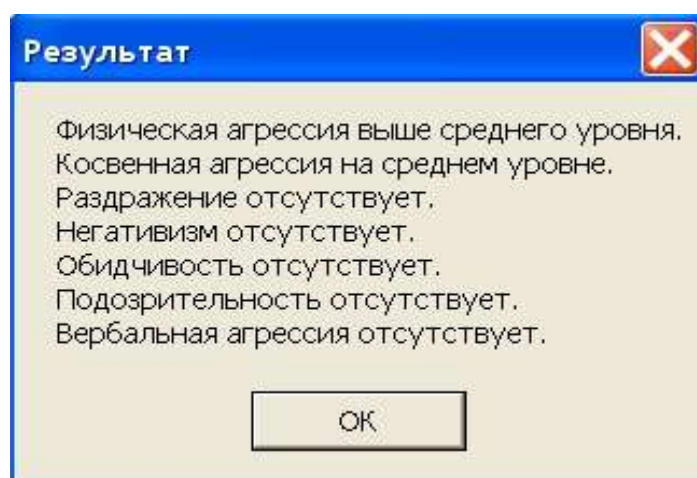 Результат
Физическая агрессия выше среднего уровня.
Косвенная агрессия на среднем уровне.
Раздражение отсутствует.
Негативизм отсутствует.
Обидчивость отсутствует.
Подозрительность отсутствует.
Вербальная агрессия отсутствует.
ОК